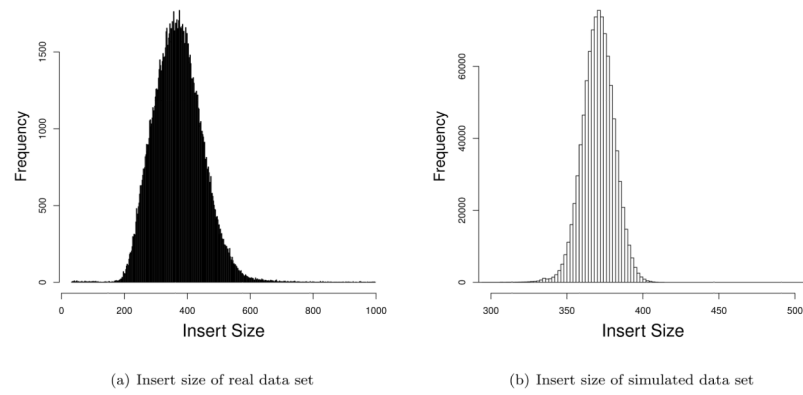 1500
1000
500
0
Frequency
0 200 400 600 800 1000
Insert Size
(a) Insert size of real data set
60000
40000
20000
0
Frequency
300 350 400 450 500
Insert Size
(b) Insert size of simulated data set